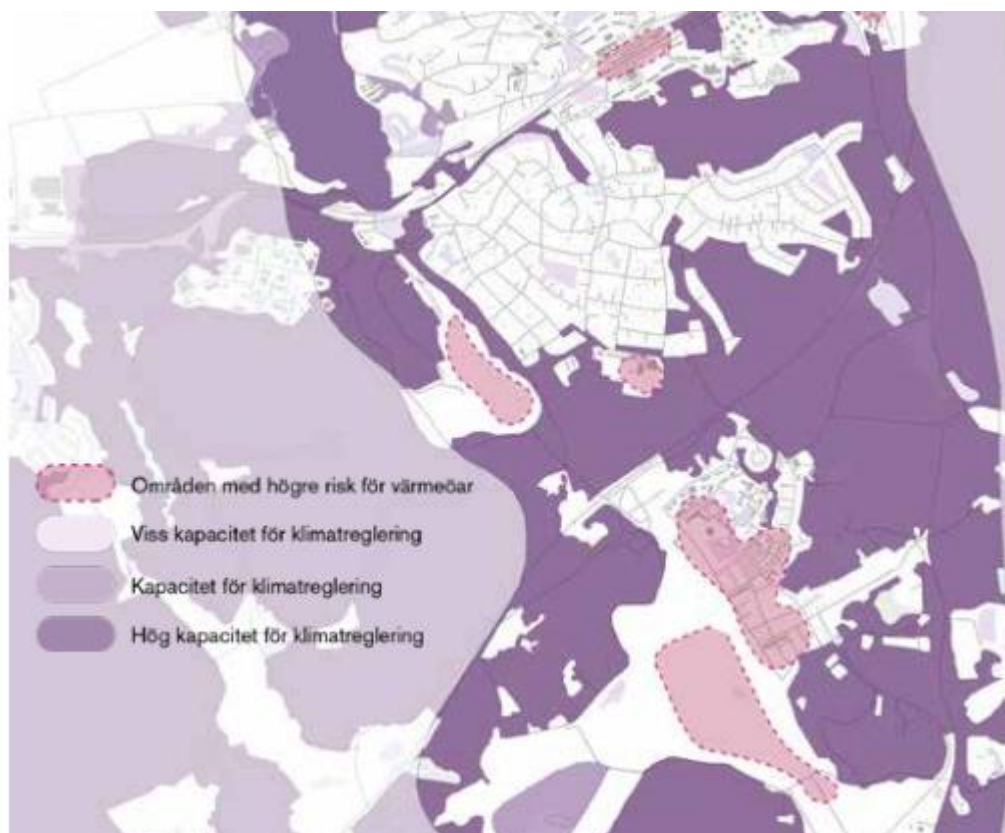 Områden med högre risk för värmeöar
Viss kapacitet för klimatreglering
Kapacitet för klimatreglering
Hög kapacitet för klimatreglering